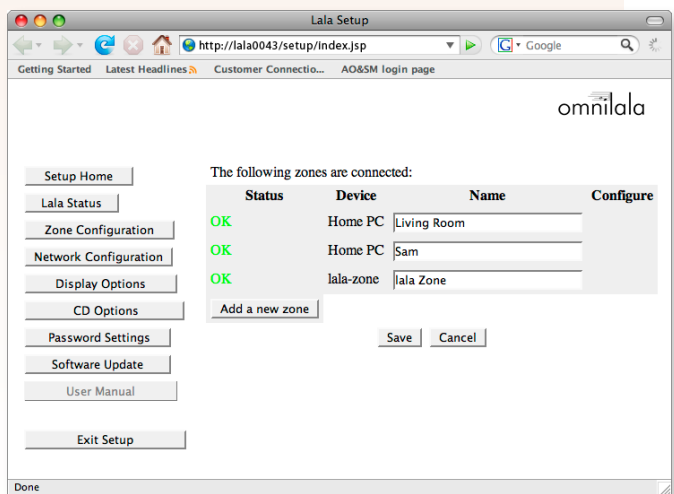 Lala Setup
http://lala0043/setup/index.jsp
G Google
Getting Started Latest Headlines Customer Connectio... AO&SM login page
omnilala
The following zones are connected:
Status Device Name Configure
OK Home PC Living Room
OK Home PC Sam
OK lala-zone lala Zone
Add a new zone
Save Cancel
Setup Home
Lala Status
Zone Configuration
Network Configuration
Display Options
CD Options
Password Settings
Software Update
User Manual
Exit Setup
Done